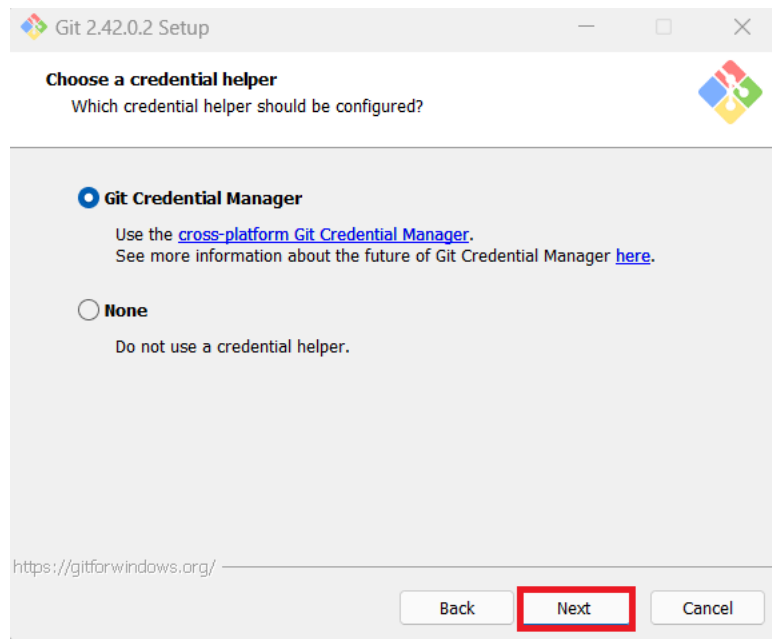 Git 2.42.0.2 Setup
Choose a credential helper
Which credential helper should be configured?
Git Credential Manager
Use the cross-platform Git Credential Manager.
See more information about the future of Git Credential Manager here.
None
Do not use a credential helper.
https://gitforwindows.org/
Back Next Cancel